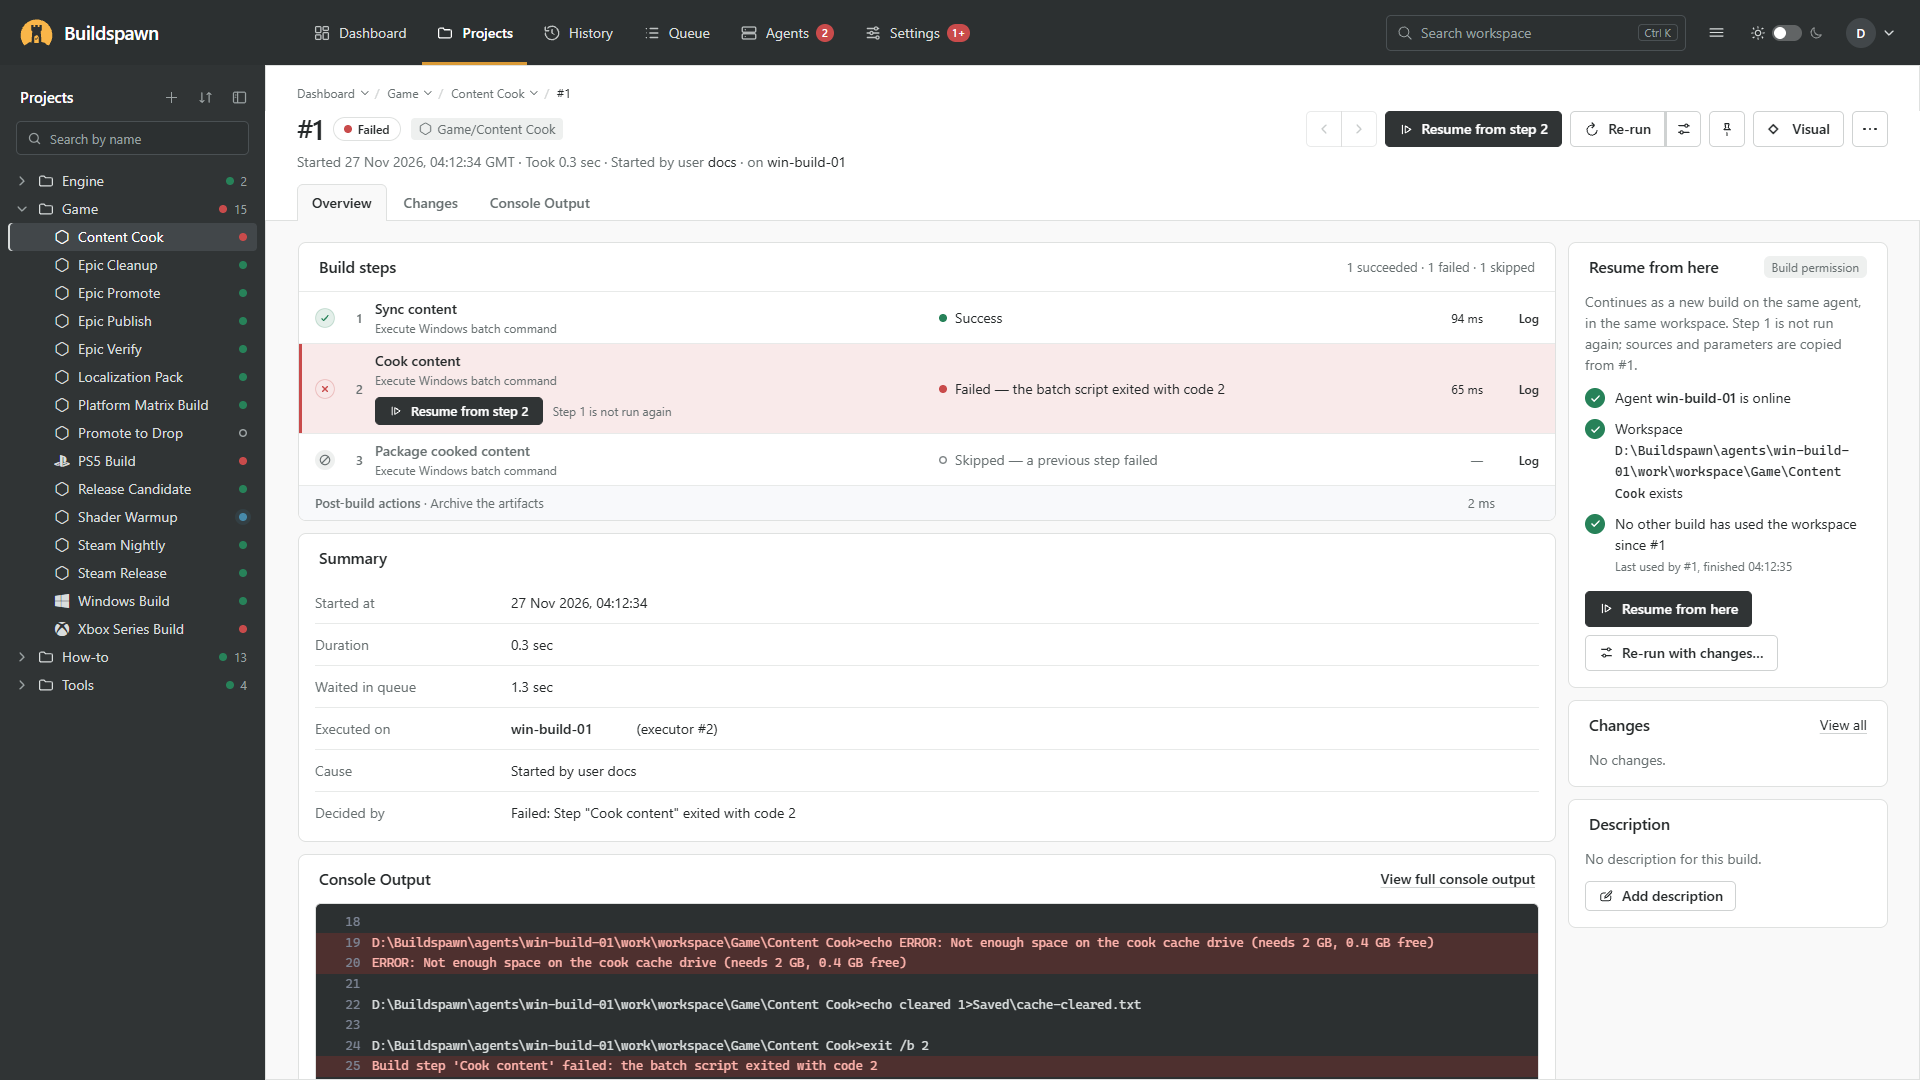 Buildspawn
Dashboard
Projects
History
Queue
Agents 2
Settings 1+
Search workspace Ctrl K
D
Projects
Search by name
Engine 2
Game 15
Content Cook
Epic Cleanup
Epic Promote
Epic Publish
Epic Verify
Localization Pack
Platform Matrix Build
Promote to Drop
PS5 Build
Release Candidate
Shader Warmup
Steam Nightly
Steam Release
Windows Build
Xbox Series Build
How-to 13
Tools 4
Dashboard / Game / Content Cook / #1
#1 Failed Game/Content Cook
Resume from step 2
Re-run
Visual
Started 27 Nov 2026, 04:12:34 GMT · Took 0.3 sec · Started by user docs · on win-build-01
Overview
Changes
Console Output
Build steps 1 succeeded · 1 failed · 1 skipped
1 Sync content
Execute Windows batch command
Success 94 ms Log
2 Cook content
Execute Windows batch command
Failed — the batch script exited with code 2 65 ms Log
Resume from step 2 Step 1 is not run again
3 Package cooked content
Execute Windows batch command
Skipped — a previous step failed — Log
Post-build actions · Archive the artifacts 2 ms
Summary
Started at 27 Nov 2026, 04:12:34
Duration 0.3 sec
Waited in queue 1.3 sec
Executed on win-build-01 (executor #2)
Cause Started by user docs
Decided by Failed: Step "Cook content" exited with code 2
Console Output View full console output
18
19 D:\Buildspawn\agents\win-build-01\work\workspace\Game\Content Cook>echo ERROR: Not enough space on the cook cache drive (needs 2 GB, 0.4 GB free)
20 ERROR: Not enough space on the cook cache drive (needs 2 GB, 0.4 GB free)
21
22 D:\Buildspawn\agents\win-build-01\work\workspace\Game\Content Cook>echo cleared 1>Saved\cache-cleared.txt
23
24 D:\Buildspawn\agents\win-build-01\work\workspace\Game\Content Cook>exit /b 2
25 Build step 'Cook content' failed: the batch script exited with code 2
Resume from here Build permission
Continues as a new build on the same agent,
in the same workspace. Step 1 is not run
again; sources and parameters are copied
from #1.
Agent win-build-01 is online
Workspace
D:\Buildspawn\agents\win-build-
01\work\workspace\Game\Content
Cook exists
No other build has used the workspace
since #1
Last used by #1, finished 04:12:35
Resume from here
Re-run with changes...
Changes View all
No changes.
Description
No description for this build.
Add description